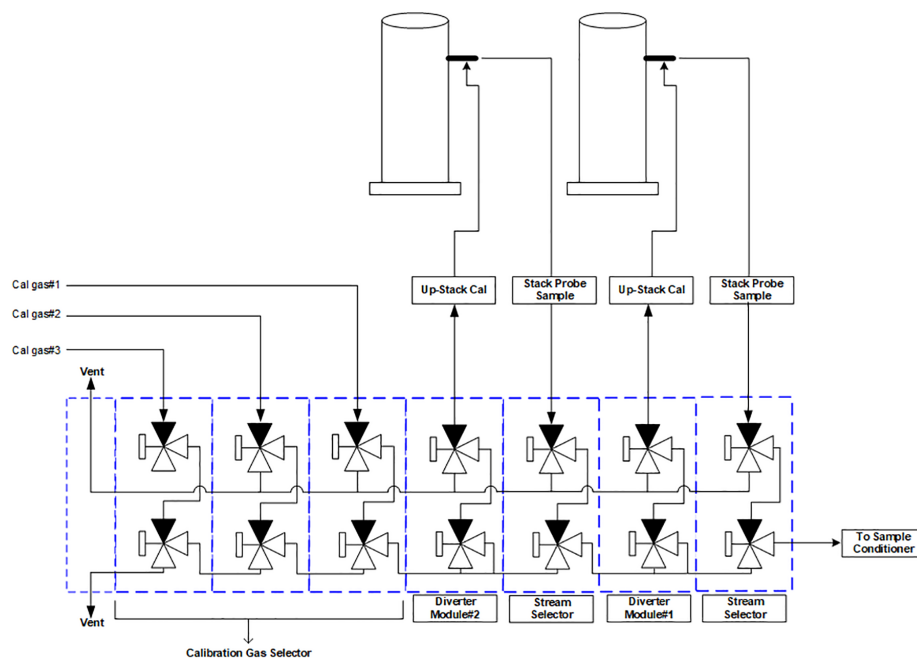 Cal gas#1
Cal gas#2
Cal gas#3
Vent
Up-Stack Cal
Stack Probe
Sample
Up-Stack Cal
Stack Probe
Sample
To Sample
Conditioner
Vent
Diverter
Module#2
Stream
Selector
Diverter
Module#1
Stream
Selector
Calibration Gas Selector